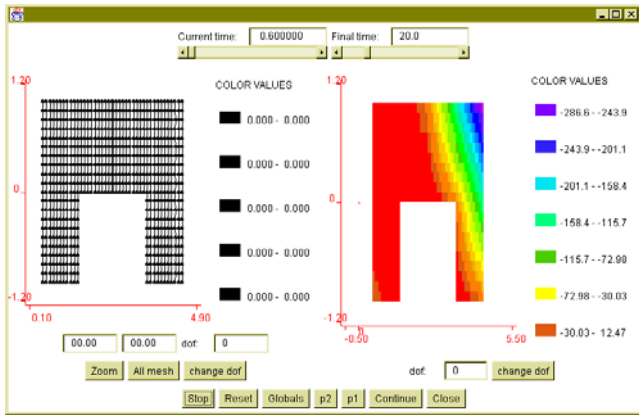 Current time: 0.600000 Final time: 20.0
1.20
COLOR VALUES
0.000 - 0.000
0.000 - 0.000
0.000 - 0.000
0.000 - 0.000
0.000 - 0.000
0
-1.20
0.10 4.90
1.20
COLOR VALUES
-286.6 - -243.9
-243.9 - -201.1
-201.1 - -158.4
-158.4 - -115.7
-115.7 - -72.98
-72.98 - -30.03
-30.03 - 12.47
0
-1.20
-0.50 5.50
00.00 00.00 dof: 0
Zoom All mesh change dof
dof: 0 change dof
Stop Reset Globals p2 p1 Continue Close